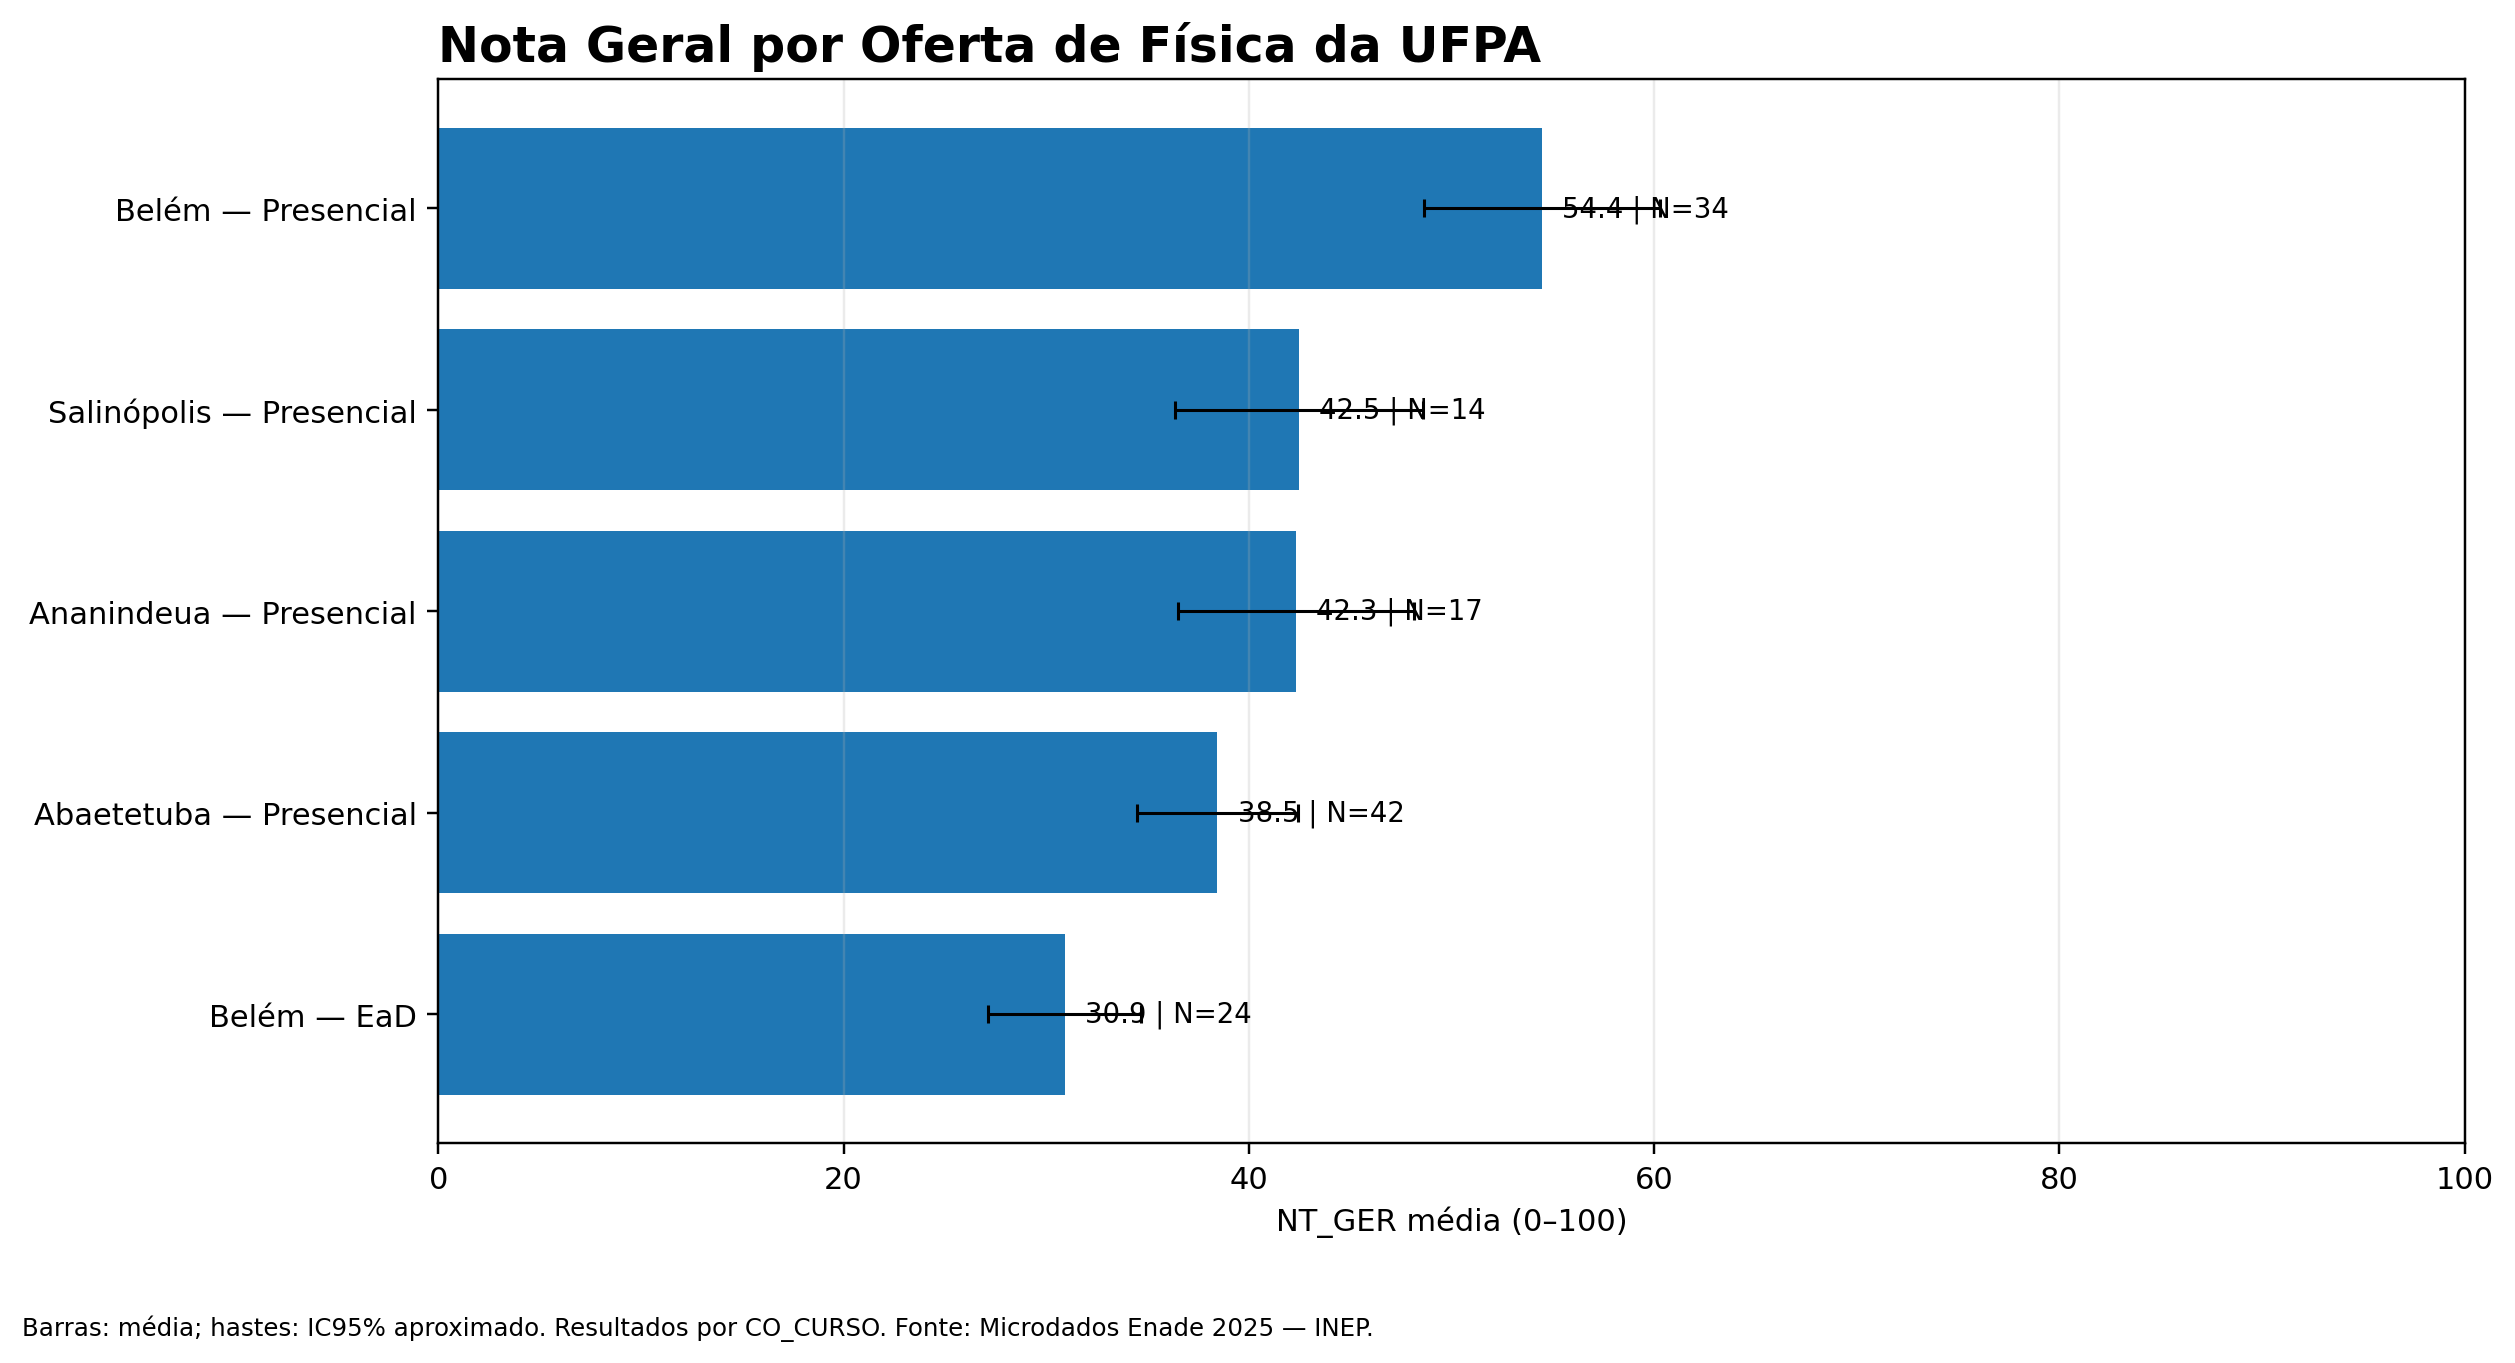 Nota Geral por Oferta de Física da UFPA
Belém — Presencial
54.4 | N=34
Salinópolis — Presencial
42.5 | N=14
Ananindeua — Presencial
42.3 | N=17
Abaetetuba — Presencial
38.5 | N=42
Belém — EaD
30.9 | N=24
0 20 40 60 80 100
NT_GER média (0–100)
Barras: média; hastes: IC95% aproximado. Resultados por CO_CURSO. Fonte: Microdados Enade 2025 — INEP.